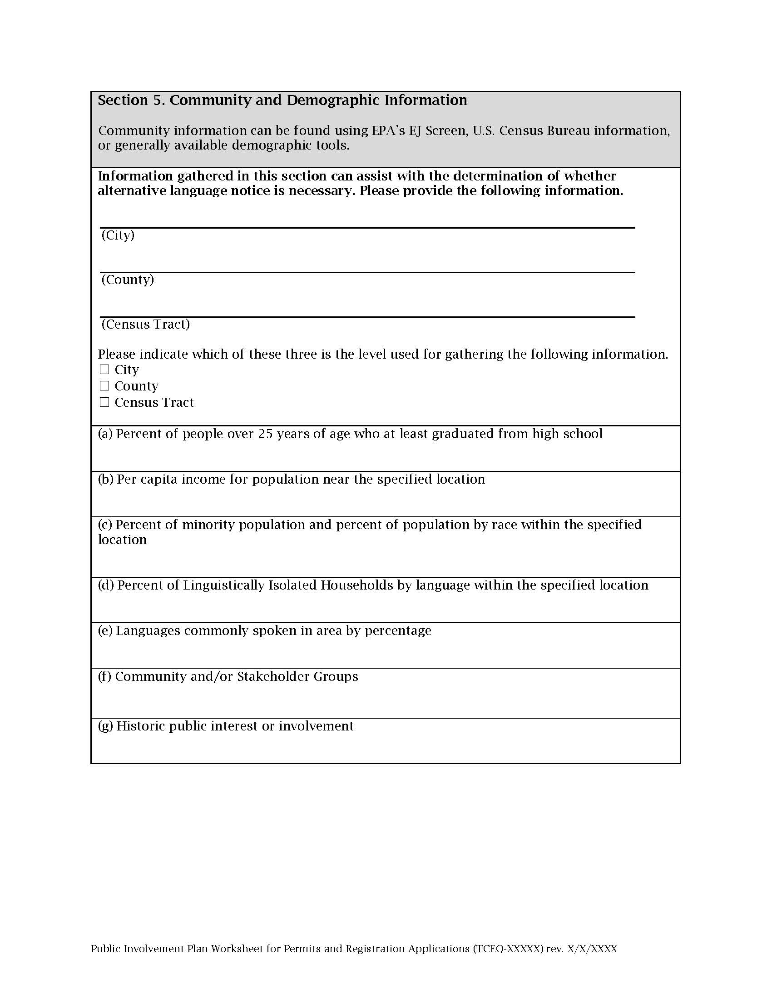 Section 5. Community and Demographic Information
Community information can be found using EPA's EJ Screen, U.S. Census Bureau information,
or generally available demographic tools.
Information gathered in this section can assist with the determination of whether
alternative language notice is necessary. Please provide the following information.
(City)
(County)
(Census Tract)
Please indicate which of these three is the level used for gathering the following information.
☐ City
☐ County
☐ Census Tract
(a) Percent of people over 25 years of age who at least graduated from high school
(b) Per capita income for population near the specified location
(c) Percent of minority population and percent of population by race within the specified
location
(d) Percent of Linguistically Isolated Households by language within the specified location
(e) Languages commonly spoken in area by percentage
(f) Community and/or Stakeholder Groups
(g) Historic public interest or involvement
Public Involvement Plan Worksheet for Permits and Registration Applications (TCEQ-XXXXX) rev. X/X/XXXX